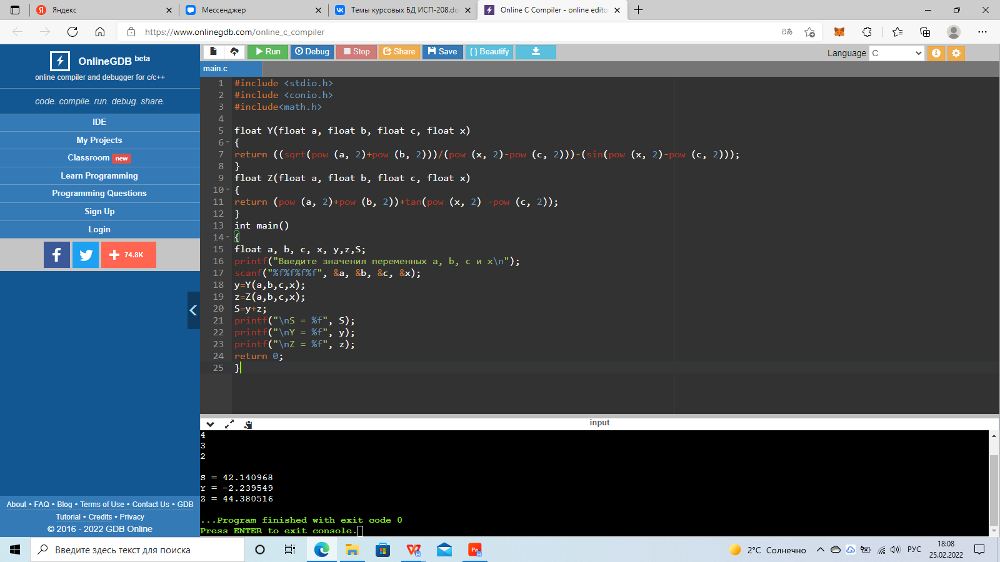 Яндекс
Мессенджер
Темы курсовых БД ИСП-208.do
Online C Compiler - online edito
https://www.onlinegdb.com/online_c_compiler
OnlineGDB beta
online compiler and debugger for c/c++
code. compile. run. debug. share.
IDE
My Projects
Classroom new
Learn Programming
Programming Questions
Sign Up
Login
74.8K
About • FAQ • Blog • Terms of Use • Contact Us • GDB
Tutorial • Credits • Privacy
© 2016 - 2022 GDB Online
Run Debug Stop Share Save { } Beautify
Language C
main.c
1 #include <stdio.h>
2 #include <conio.h>
3 #include<math.h>
4
5 float Y(float a, float b, float c, float x)
6 {
7 return ((sqrt(pow (a, 2)+pow (b, 2)))/(pow (x, 2)-pow (c, 2)))-(sin(pow (x, 2)-pow (c, 2)));
8 }
9 float Z(float a, float b, float c, float x)
10 {
11 return (pow (a, 2)+pow (b, 2))+tan(pow (x, 2) -pow (c, 2));
12 }
13 int main()
14 {
15 float a, b, c, x, y,z,S;
16 printf("Введите значения переменных a, b, c и x\n");
17 scanf("%f%f%f%f", &a, &b, &c, &x);
18 y=Y(a,b,c,x);
19 z=Z(a,b,c,x);
20 S=y+z;
21 printf("\nS = %f", S);
22 printf("\nY = %f", y);
23 printf("\nZ = %f", z);
24 return 0;
25 }
input
4
3
2
S = 42.140968
Y = -2.239549
Z = 44.380516
...Program finished with exit code 0
Press ENTER to exit console.
Введите здесь текст для поиска
2°C Солнечно
РУС
18:08
25.02.2022